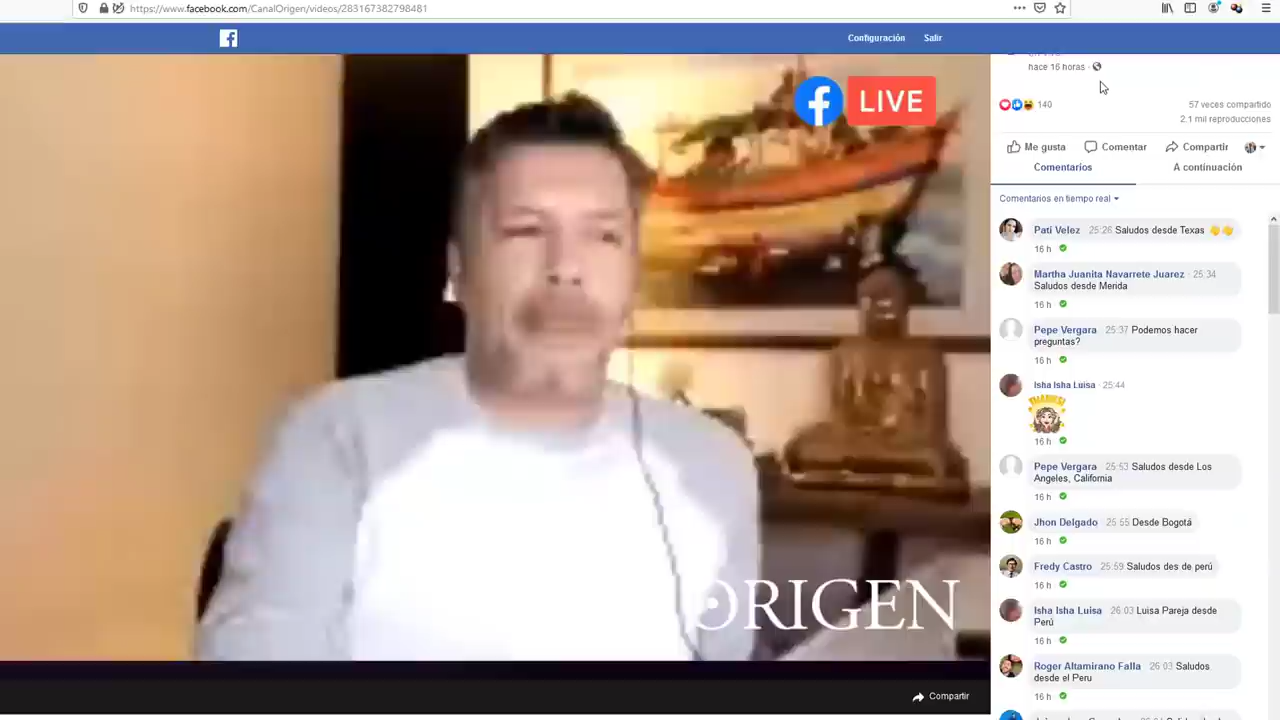 https://www.facebook.com/CanalOrigen/videos/283167382798481
Configuración Salir
LIVE
ORIGEN
Compartir
hace 16 horas ·
140
57 veces compartido
2.1 mil reproducciones
Me gusta Comentar Compartir
Comentarios A continuación
Comentarios en tiempo real
Pati Velez 25:26 Saludos desde Texas 👋👋
16 h
Martha Juanita Navarrete Juarez · 25:34
Saludos desde Merida
16 h
Pepe Vergara 25:37 Podemos hacer
preguntas?
16 h
Isha Isha Luisa · 25:44
THANKS!
16 h
Pepe Vergara 25:53 Saludos desde Los
Angeles, California
16 h
Jhon Delgado 25:55 Desde Bogotá
16 h
Fredy Castro 25:59 Saludos des de perú
16 h
Isha Isha Luisa 26:03 Luisa Pareja desde
Perú
16 h
Roger Altamirano Falla 26:03 Saludos
desde el Peru
16 h